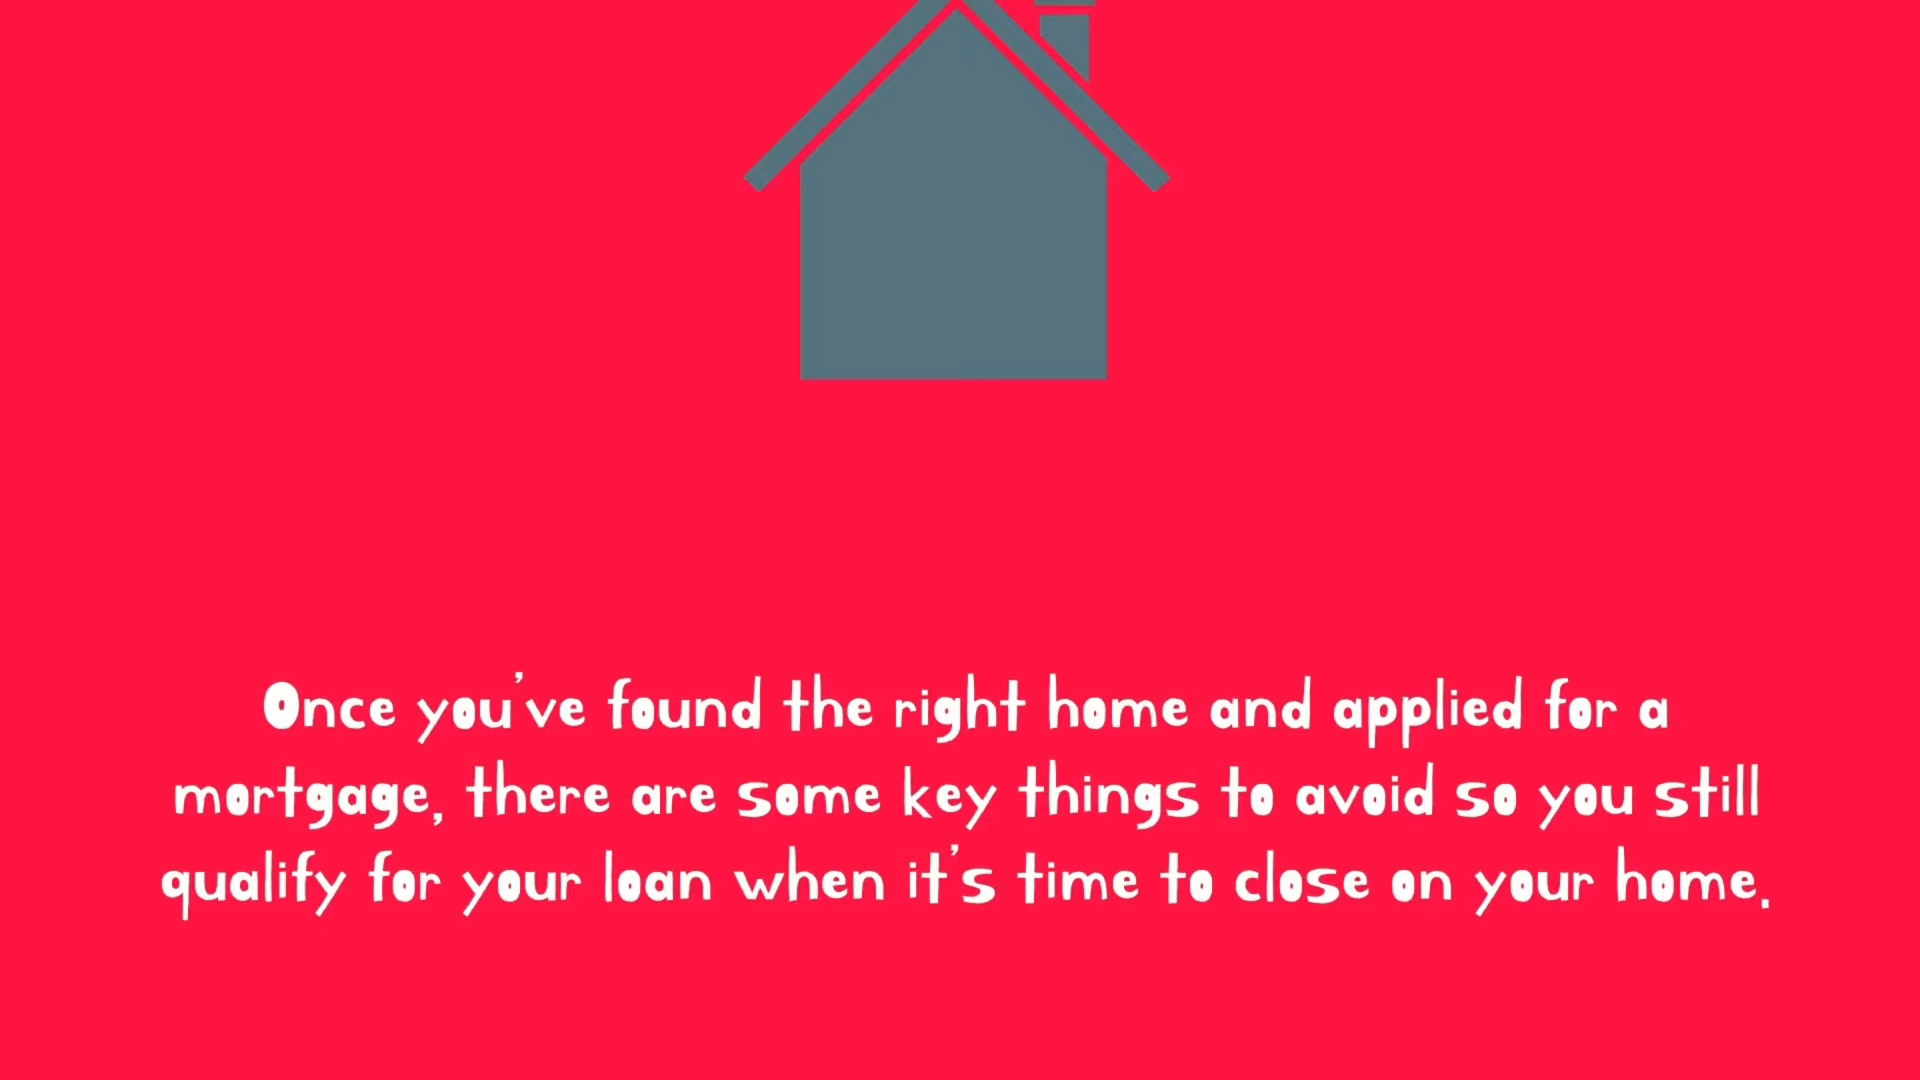 Once you've found the right home and applied for a
mortgage, there are some key things to avoid so you still
qualify for your loan when it's time to close on your home.